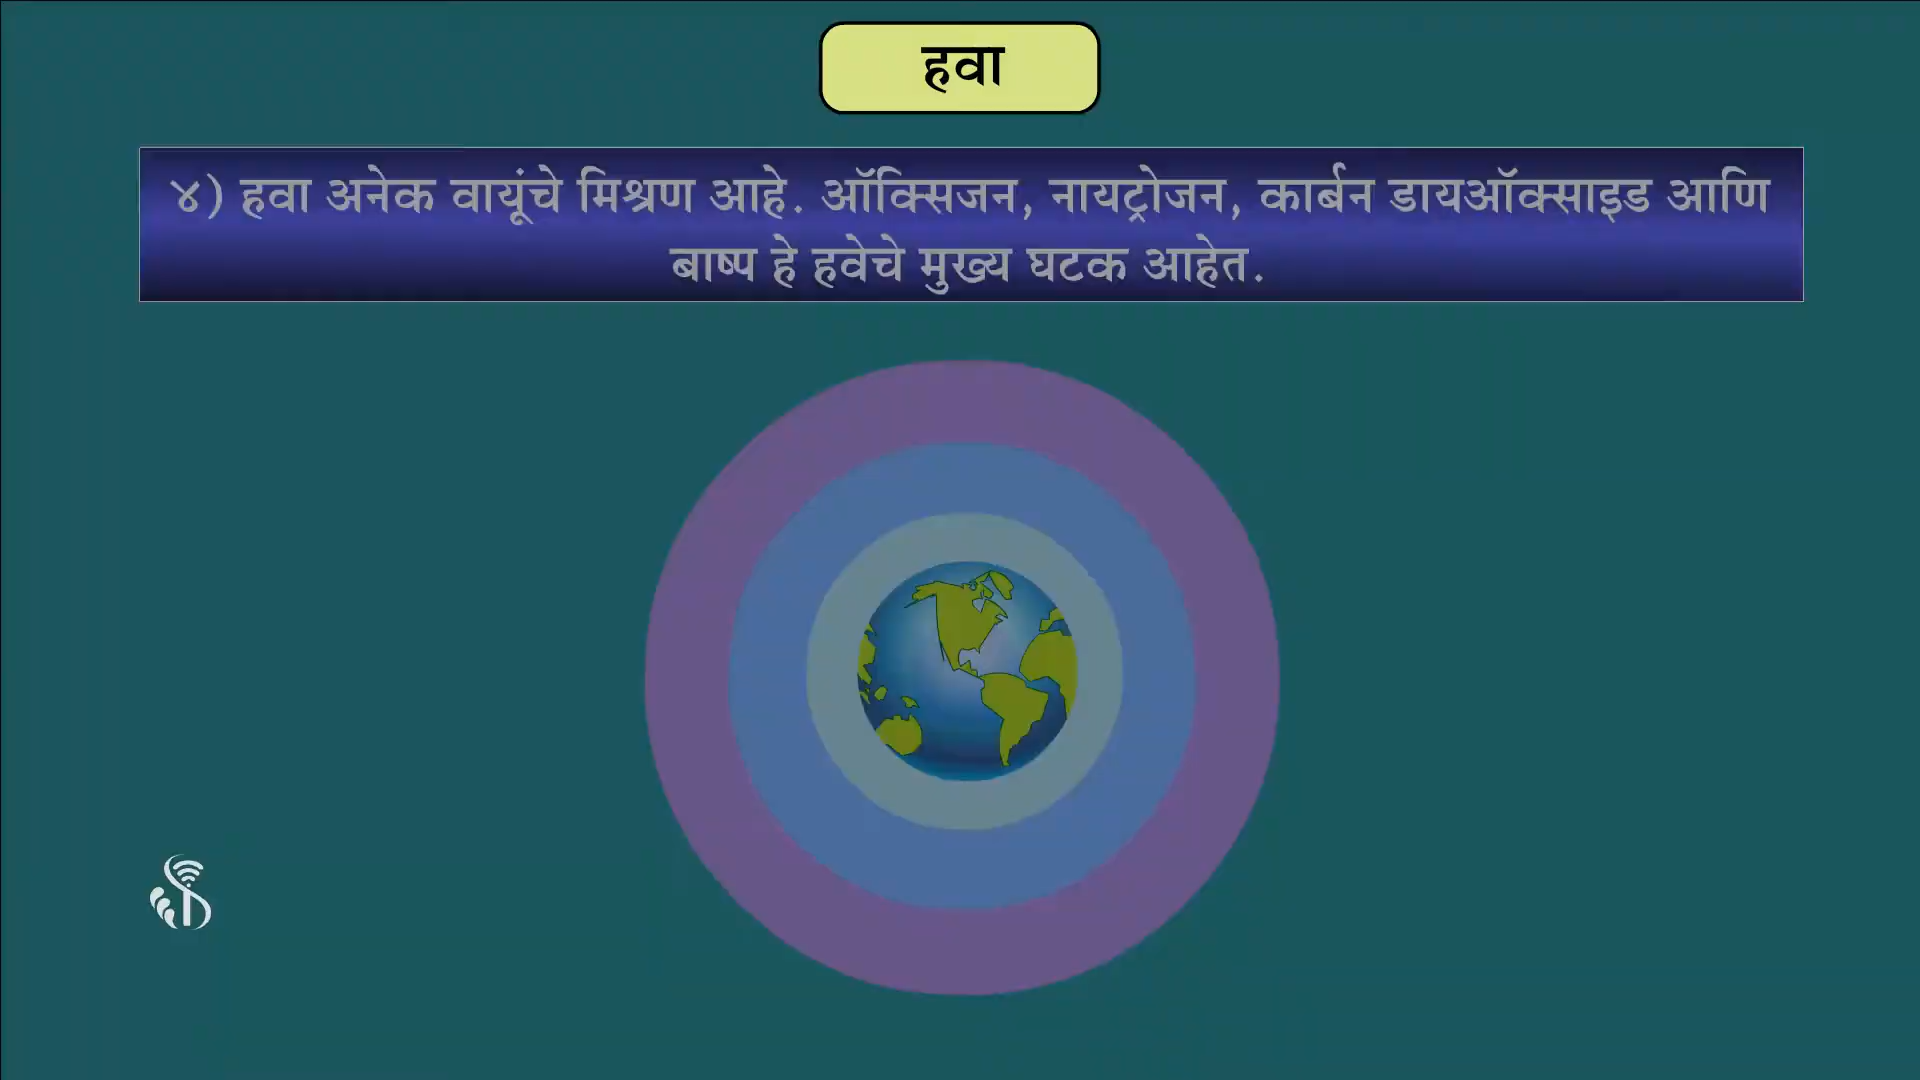 हवा
४) हवा अनेक वायूंचे मिश्रण आहे. ऑक्सिजन, नायट्रोजन, कार्बन डायऑक्साइड आणि
बाष्प हे हवेचे मुख्य घटक आहेत.